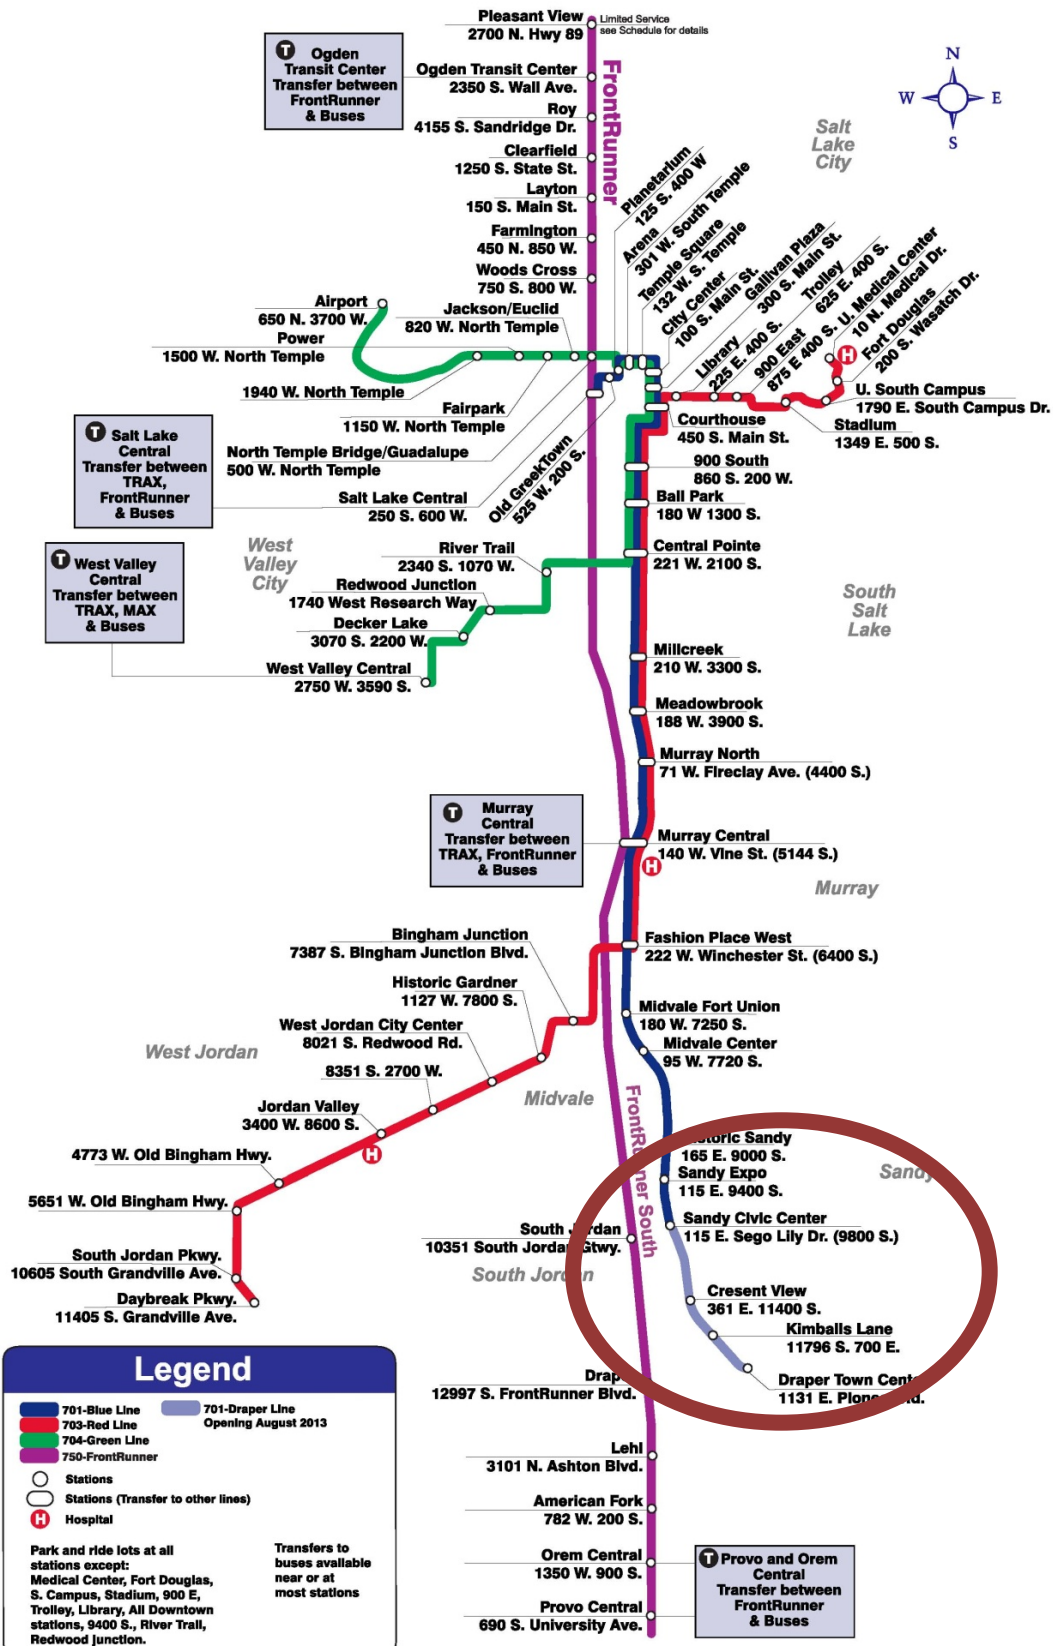 Pleasant View
2700 N. Hwy 89
Limited Service
see Schedule for details
T Ogden
Transit Center
Transfer between
FrontRunner
& Buses
Ogden Transit Center
2350 S. Wall Ave.
Roy
4155 S. Sandridge Dr.
Clearfield
1250 S. State St.
Layton
150 S. Main St.
Farmington
450 N. 850 W.
Woods Cross
750 S. 800 W.
FrontRunner
N
W
E
S
Salt
Lake
City
Planetarium
125 S. 400 W
Arena
301 W. South Temple
Temple Square
132 W. S. Temple
City Center
100 S. Main St.
Gallivan Plaza
300 S. Main St.
Library
225 E. 400 S.
Trolley
625 E. 400 S.
900 East
875 E 400 S.
U. Medical Center
10 N. Medical Dr.
Fort Douglas
200 S. Wasatch Dr.
H
U. South Campus
1790 E. South Campus Dr.
Stadium
1349 E. 500 S.
Airport
650 N. 3700 W.
Power
1500 W. North Temple
Jackson/Euclid
820 W. North Temple
1940 W. North Temple
Fairpark
1150 W. North Temple
North Temple Bridge/Guadalupe
500 W. North Temple
Salt Lake Central
250 S. 600 W.
Old GreekTown
525 W. 200 S.
T Salt Lake
Central
Transfer between
TRAX,
FrontRunner
& Buses
Courthouse
450 S. Main St.
900 South
860 S. 200 W.
Ball Park
180 W 1300 S.
Central Pointe
221 W. 2100 S.
T West Valley
Central
Transfer between
TRAX, MAX
& Buses
West
Valley
City
River Trail
2340 S. 1070 W.
Redwood Junction
1740 West Research Way
Decker Lake
3070 S. 2200 W.
West Valley Central
2750 W. 3590 S.
South
Salt
Lake
Millcreek
210 W. 3300 S.
Meadowbrook
188 W. 3900 S.
Murray North
71 W. Fireclay Ave. (4400 S.)
T Murray
Central
Transfer between
TRAX, FrontRunner
& Buses
Murray Central
140 W. Vine St. (5144 S.)
H
Murray
Fashion Place West
222 W. Winchester St. (6400 S.)
Bingham Junction
7387 S. Bingham Junction Blvd.
Historic Gardner
1127 W. 7800 S.
West Jordan City Center
8021 S. Redwood Rd.
8351 S. 2700 W.
Jordan Valley
3400 W. 8600 S.
H
4773 W. Old Bingham Hwy.
5651 W. Old Bingham Hwy.
South Jordan Pkwy.
10605 South Grandville Ave.
Daybreak Pkwy.
11405 S. Grandville Ave.
West Jordan
Midvale
Midvale Fort Union
180 W. 7250 S.
Midvale Center
95 W. 7720 S.
FrontRunner South
Sandy
165 E. 9000 S.
Sandy Expo
115 E. 9400 S.
Sandy
Sandy Civic Center
115 E. Sego Lily Dr. (9800 S.)
South Jordan
10351 South Jordan Gtwy.
South Jordan
Cresent View
361 E. 11400 S.
Kimballs Lane
11796 S. 700 E.
Draper Town
1131 E.
12997 S. FrontRunner Blvd.
Lehi
3101 N. Ashton Blvd.
American Fork
782 W. 200 S.
Orem Central
1350 W. 900 S.
Provo Central
690 S. University Ave.
T Provo and Orem
Central
Transfer between
FrontRunner
& Buses
Legend
701-Blue Line
703-Red Line
704-Green Line
750-FrontRunner
701-Draper Line
Opening August 2013
Stations
Stations (Transfer to other lines)
H Hospital
Park and ride lots at all
stations except:
Medical Center, Fort Douglas,
S. Campus, Stadium, 900 E,
Trolley, Library, All Downtown
stations, 9400 S., River Trail,
Redwood Junction.
Transfers to
buses available
near or at
most stations